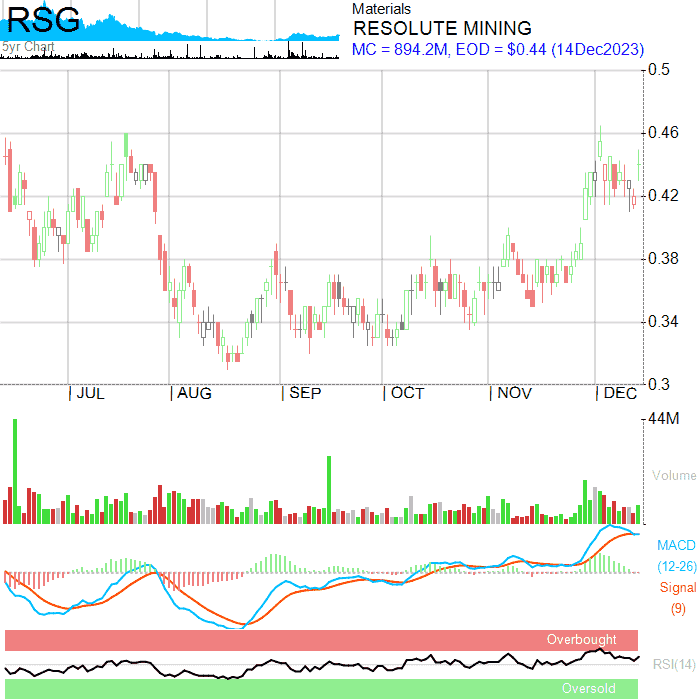 RSG
5yr Chart
Materials
RESOLUTE MINING
MC = 894.2M, EOD = $0.44 (14Dec2023)
0.5
0.46
0.42
0.38
0.34
0.3
JUL
AUG
SEP
OCT
NOV
DEC
44M
Volume
MACD
(12-26)
Signal
(9)
Overbought
RSI(14)
Oversold